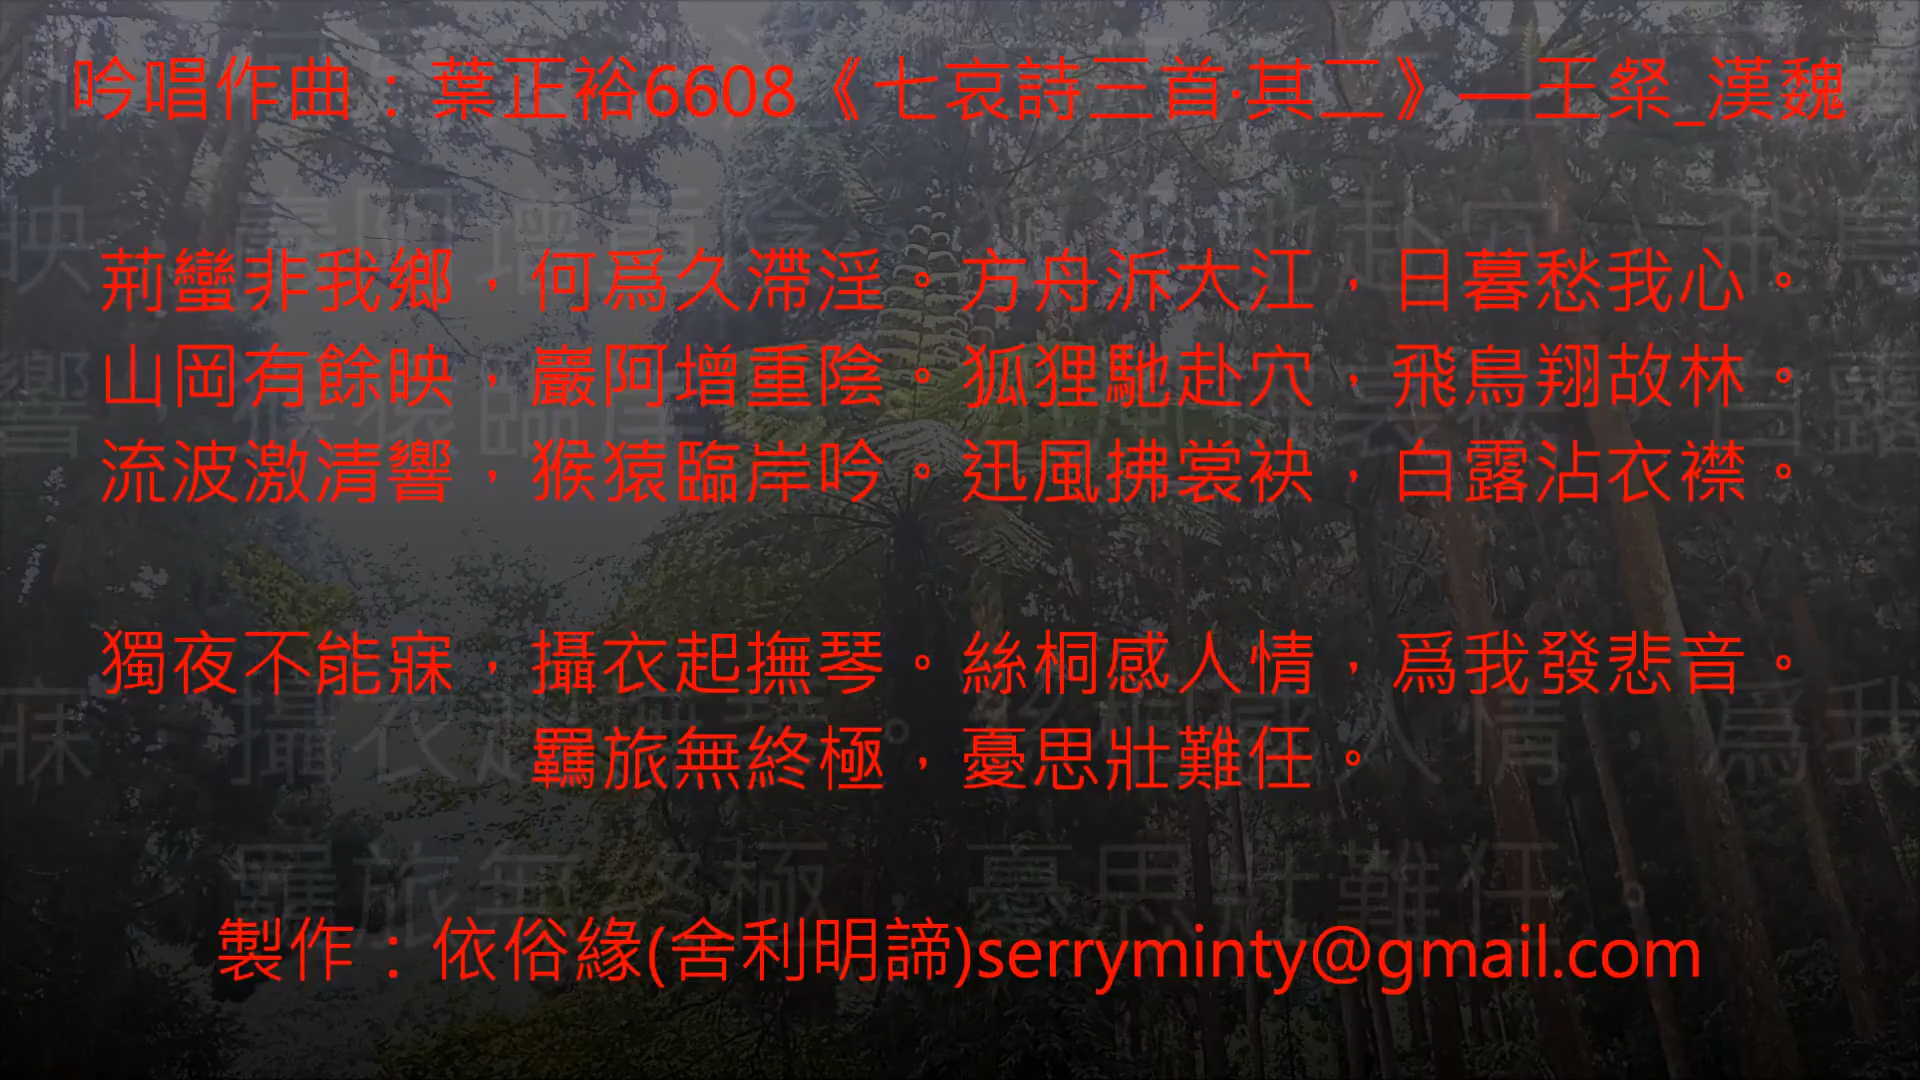 吟唱作曲：葉正裕6608《七哀詩三首·其二》—王粲_漢魏
荊蠻非我鄉，何爲久滯淫。方舟泝大江，日暮愁我心。
山岡有餘映，巖阿增重陰。狐狸馳赴穴，飛鳥翔故林。
流波激清響，猴猿臨岸吟。迅風拂裳袂，白露沾衣襟。
獨夜不能寐，攝衣起撫琴。絲桐感人情，爲我發悲音。
羈旅無終極，憂思壯難任。
製作：依俗緣(舍利明諦)serryminty@gmail.com